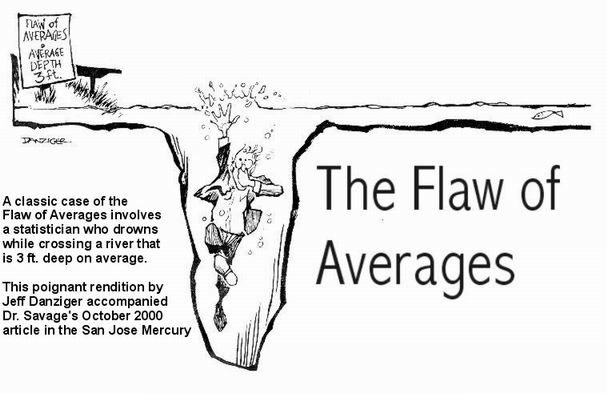 FLAW of
AVERAGES
AVERAGE
DEPTH
3 ft.
DANZIGER.
The Flaw of
Averages
A classic case of the
Flaw of Averages involves
a statistician who drowns
while crossing a river that
is 3 ft. deep on average.
This poignant rendition by
Jeff Danziger accompanied
Dr. Savage's October 2000
article in the San Jose Mercury